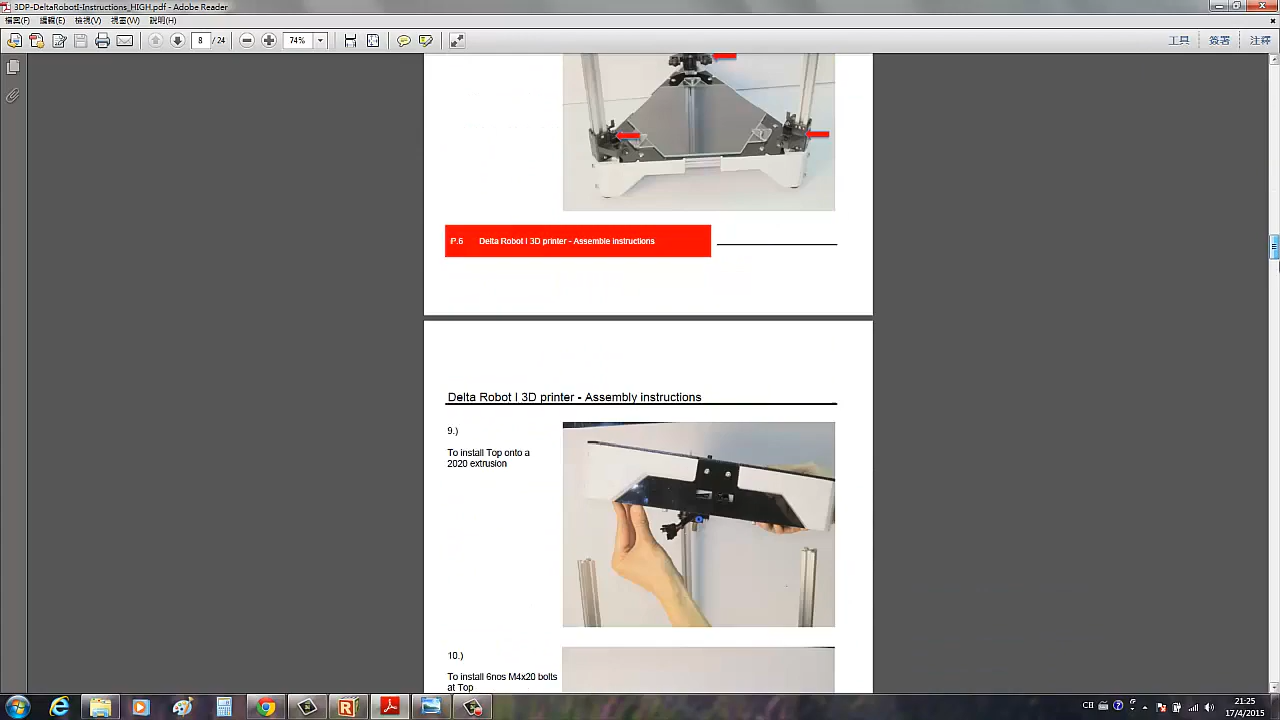 3DP-DeltaRobotI-Instructions_HIGH.pdf - Adobe Reader
檔案(F) 編輯(E) 檢視(V) 視窗(W) 說明(H)
8 / 24 74% 工具 簽署 注釋
P.6 Delta Robot I 3D printer - Assemble instructions
Delta Robot I 3D printer - Assembly instructions
9.)
To install Top onto a
2020 extrusion
10.)
To install 6nos M4x20 bolts
at Top
CB
21:25
17/4/2015